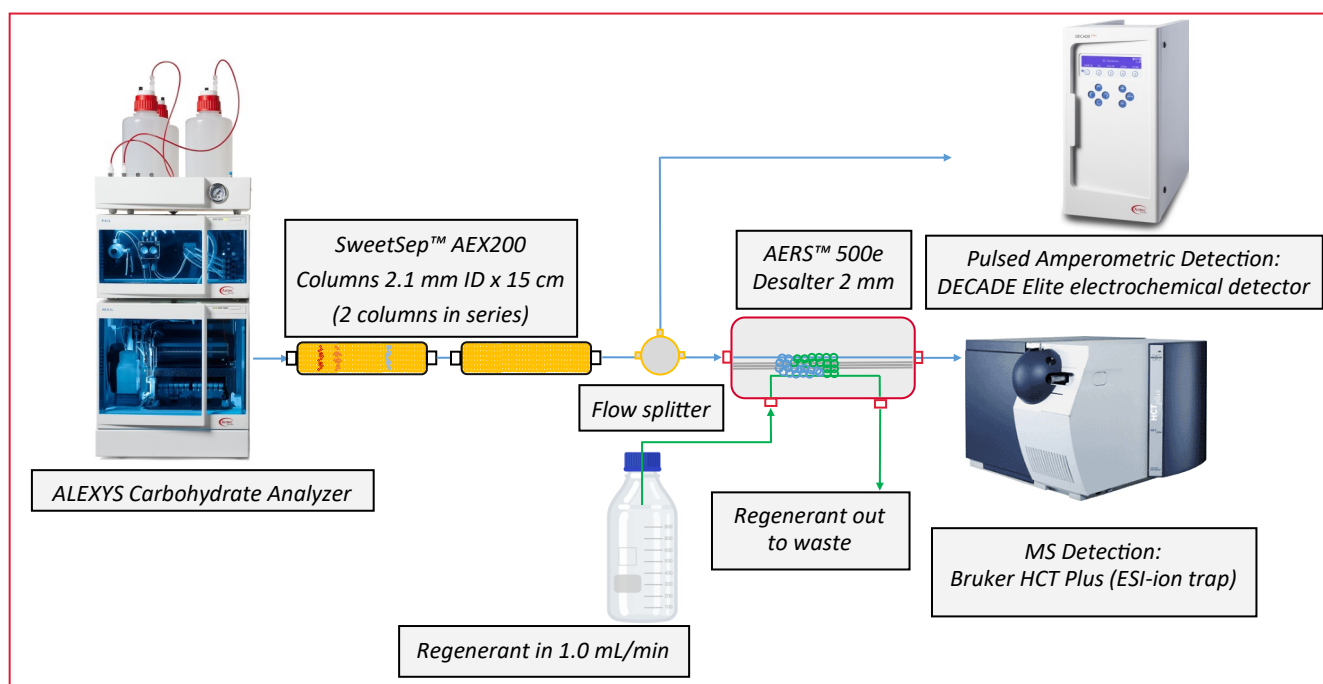 SweetSep™ AEX200
Columns 2.1 mm ID x 15 cm
(2 columns in series)
AERS™ 500e
Desalter 2 mm
Pulsed Amperometric Detection:
DECADE Elite electrochemical detector
Flow splitter
ALEXYS Carbohydrate Analyzer
Regenerant out
to waste
MS Detection:
Bruker HCT Plus (ESI-ion trap)
Regenerant in 1.0 mL/min
DECADE
HCT